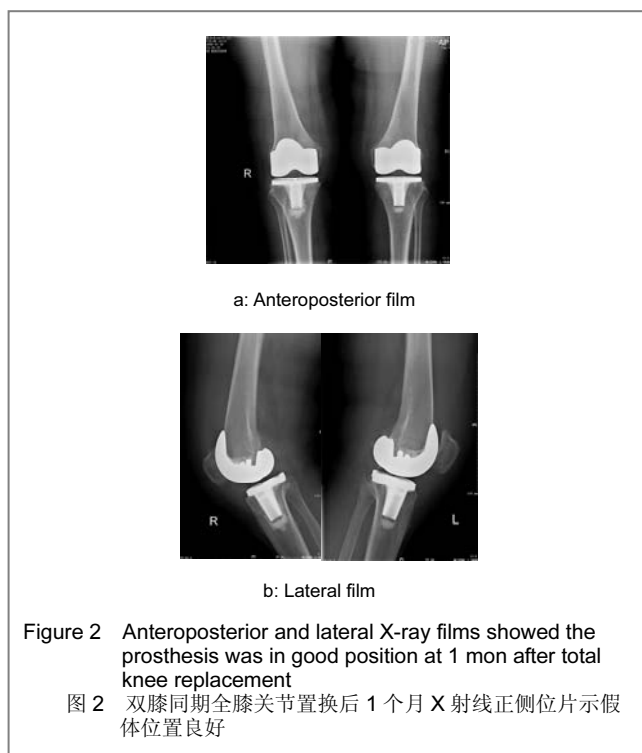 R
a: Anteroposterior film
R
L
b: Lateral film
Figure 2 Anteroposterior and lateral X-ray films showed the
prosthesis was in good position at 1 mon after total
knee replacement
图 2 双膝同期全膝关节置换后 1 个月 X 射线正侧位片示假
体位置良好